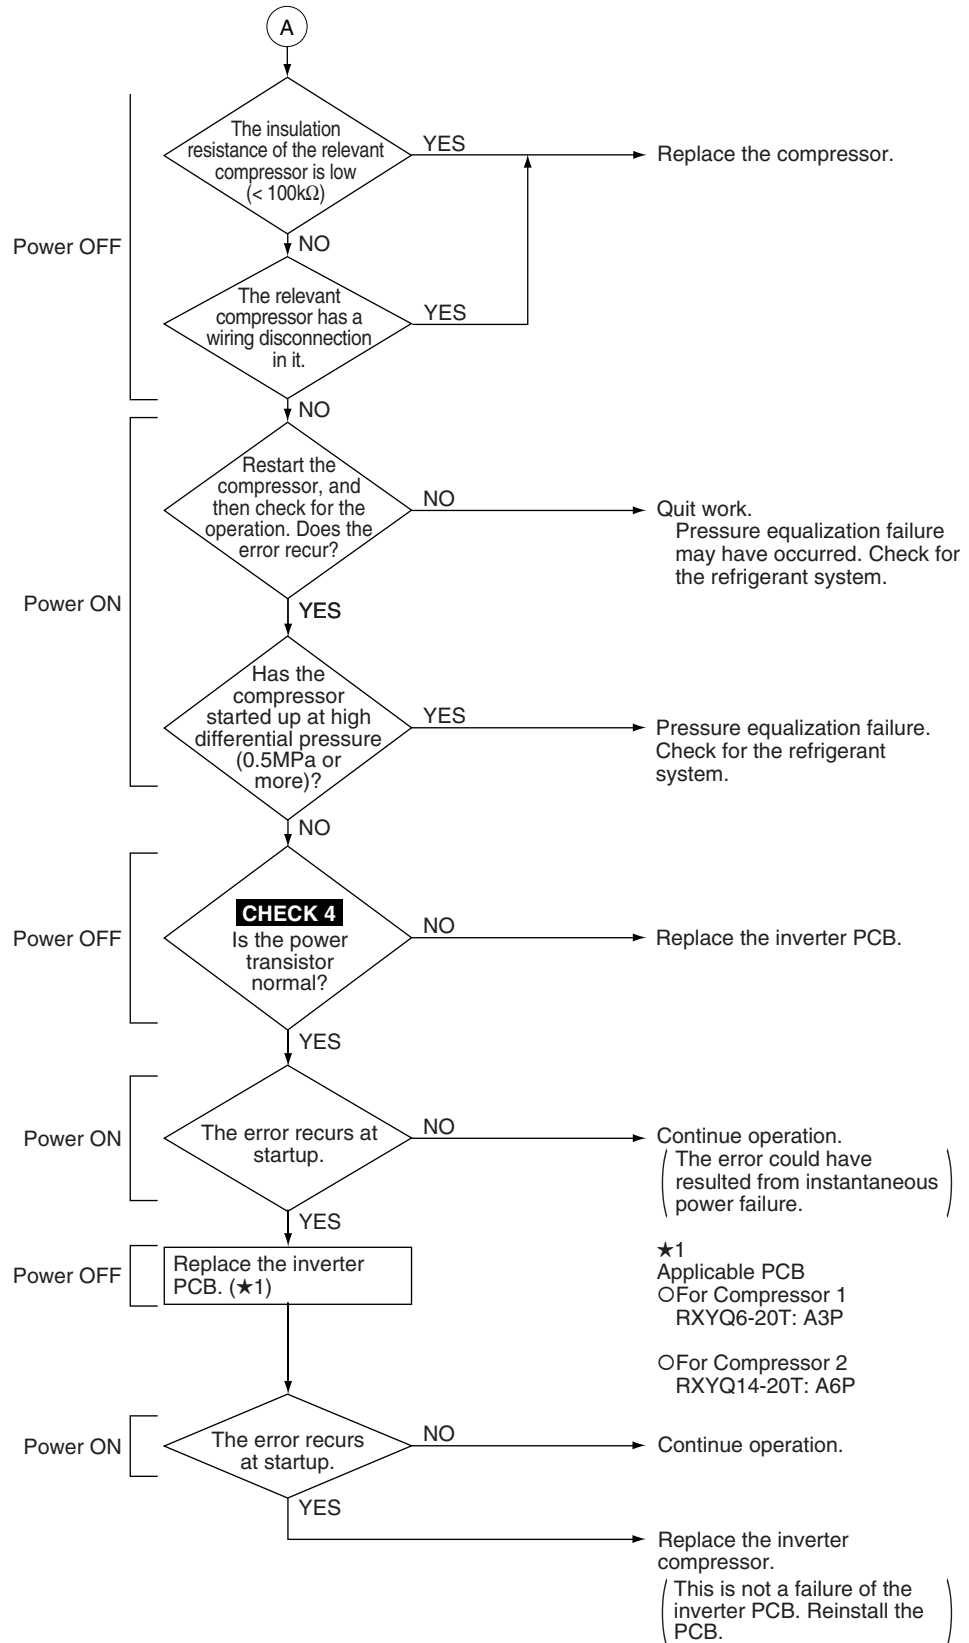 A
The insulation
resistance of the relevant
compressor is low
(< 100kΩ)
YES
Replace the compressor.
Power OFF
NO
The relevant
compressor has a
wiring disconnection
in it.
YES
NO
Restart the
compressor, and
then check for the
operation. Does the
error recur?
NO
Quit work.
Pressure equalization failure
may have occurred. Check for
the refrigerant system.
Power ON
YES
Has the
compressor
started up at high
differential pressure
(0.5MPa or
more)?
YES
Pressure equalization failure.
Check for the refrigerant
system.
NO
CHECK 4
Is the power
transistor
normal?
Power OFF
NO
Replace the inverter PCB.
YES
Power ON
The error recurs at
startup.
NO
Continue operation.
(The error could have
resulted from instantaneous
power failure.)
YES
Power OFF
Replace the inverter
PCB. (★1)
★1
Applicable PCB
○For Compressor 1
RXYQ6-20T: A3P
○For Compressor 2
RXYQ14-20T: A6P
Power ON
The error recurs
at startup.
NO
Continue operation.
YES
Replace the inverter
compressor.
(This is not a failure of the
inverter PCB. Reinstall the
PCB.)